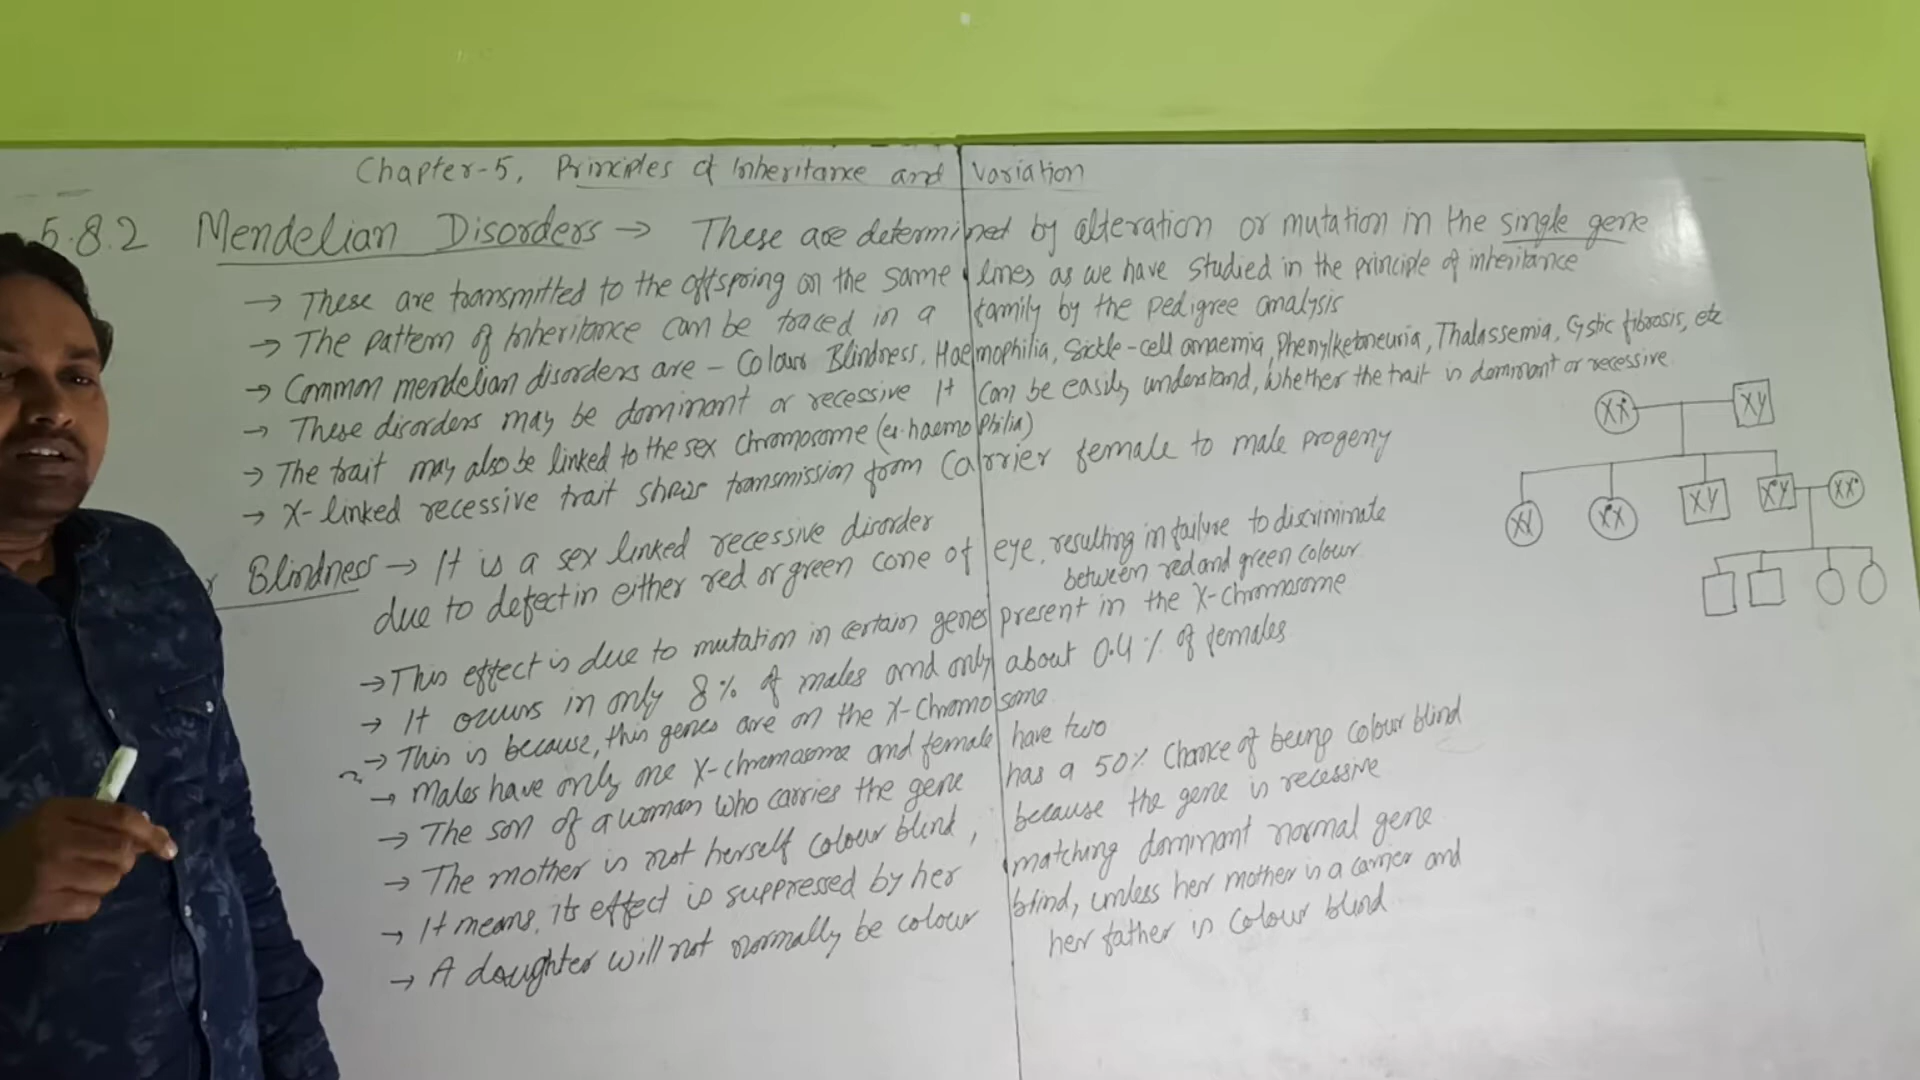 Chapter-5, Principles of Inheritance and Variation
5.8.2 Mendelian Disorders → These are determined by alteration or mutation in the single gene
→ These are transmitted to the offspring on the same lines as we have studied in the principle of inheritance
→ The pattern of Inheritance can be traced in a family by the pedigree analysis
→ Common mendelian disorders are - Colour Blindness, Haemophilia, Sickle-cell anaemia, Phenylketoneuria, Thalassemia, Cystic fibrosis, etc
→ These disorders may be dominant or recessive It can be easily understand, whether the trait is dominant or recessive
→ The trait may also be linked to the sex chromosome (ex. haemophilia)
→ X-linked recessive trait shows transmission from carrier female to male progeny
Blindness → It is a sex linked recessive disorder
due to defect in either red or green cone of eye, resulting in failure to discriminate
between red and green colour
→ This effect is due to mutation in certain genes present in the X-chromosome
→ It occurs in only 8% of males and only about 0.4% of females
→ This is because, this genes are on the X-chromosome
→ Males have only one X-chromosome and female have two
→ The son of a woman who carries the gene has a 50% chance of being colour blind
→ The mother is not herself colour blind, because the gene is recessive
→ It means, its effect is suppressed by her matching dominant normal gene
→ A daughter will not normally be colour blind, unless her mother is a carrier and
her father is colour blind
XX• XY
XX X•X XY X•Y XX•